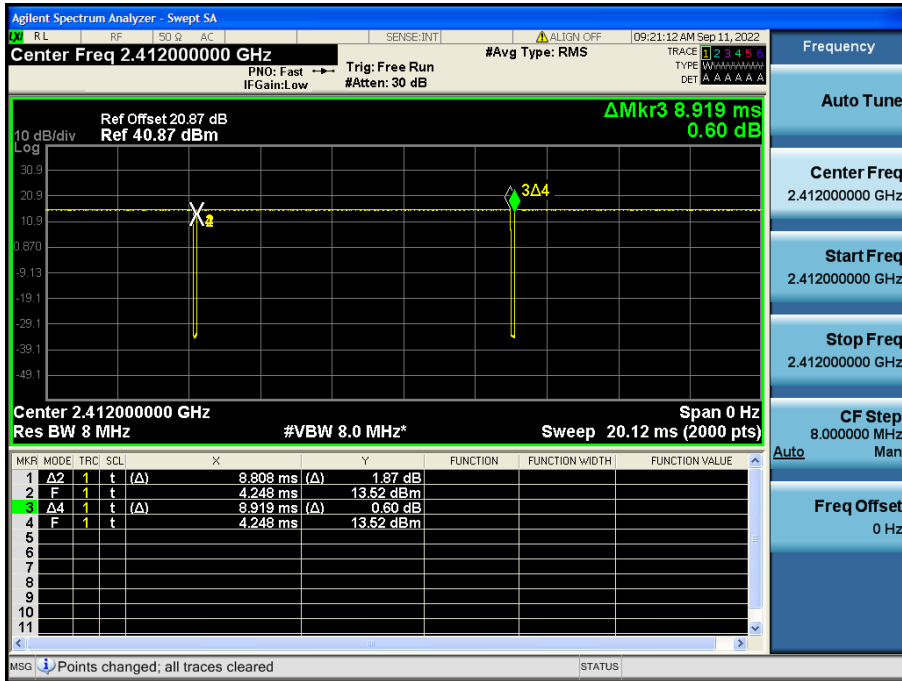 Agilent Spectrum Analyzer - Swept SA
LXI RL RF 50 Ω AC SENSE:INT ALIGN OFF 09:21:12 AM Sep 11, 2022
Center Freq 2.412000000 GHz #Avg Type: RMS TRACE 1 2 3 4 5 6
PNO: Fast Trig: Free Run TYPE WWWWWW
IFGain:Low #Atten: 30 dB DET A A A A A A
Frequency
Auto Tune
Center Freq
2.412000000 GHz
Start Freq
2.412000000 GHz
Stop Freq
2.412000000 GHz
CF Step
8.000000 MHz
Auto Man
Freq Offset
0 Hz
ΔMkr3 8.919 ms
0.60 dB
Ref Offset 20.87 dB
10 dB/div Ref 40.87 dBm
Log
30.9
20.9
10.9
0.870
-9.13
-19.1
-29.1
-39.1
-49.1
3Δ4
2
Center 2.412000000 GHz Span 0 Hz
Res BW 8 MHz #VBW 8.0 MHz* Sweep 20.12 ms (2000 pts)
MKR MODE TRC SCL X Y FUNCTION FUNCTION WIDTH FUNCTION VALUE
1 Δ2 1 t (Δ) 8.808 ms (Δ) 1.87 dB
2 F 1 t 4.248 ms 13.52 dBm
3 Δ4 1 t (Δ) 8.919 ms (Δ) 0.60 dB
4 F 1 t 4.248 ms 13.52 dBm
5
6
7
8
9
10
11
MSG Points changed; all traces cleared STATUS